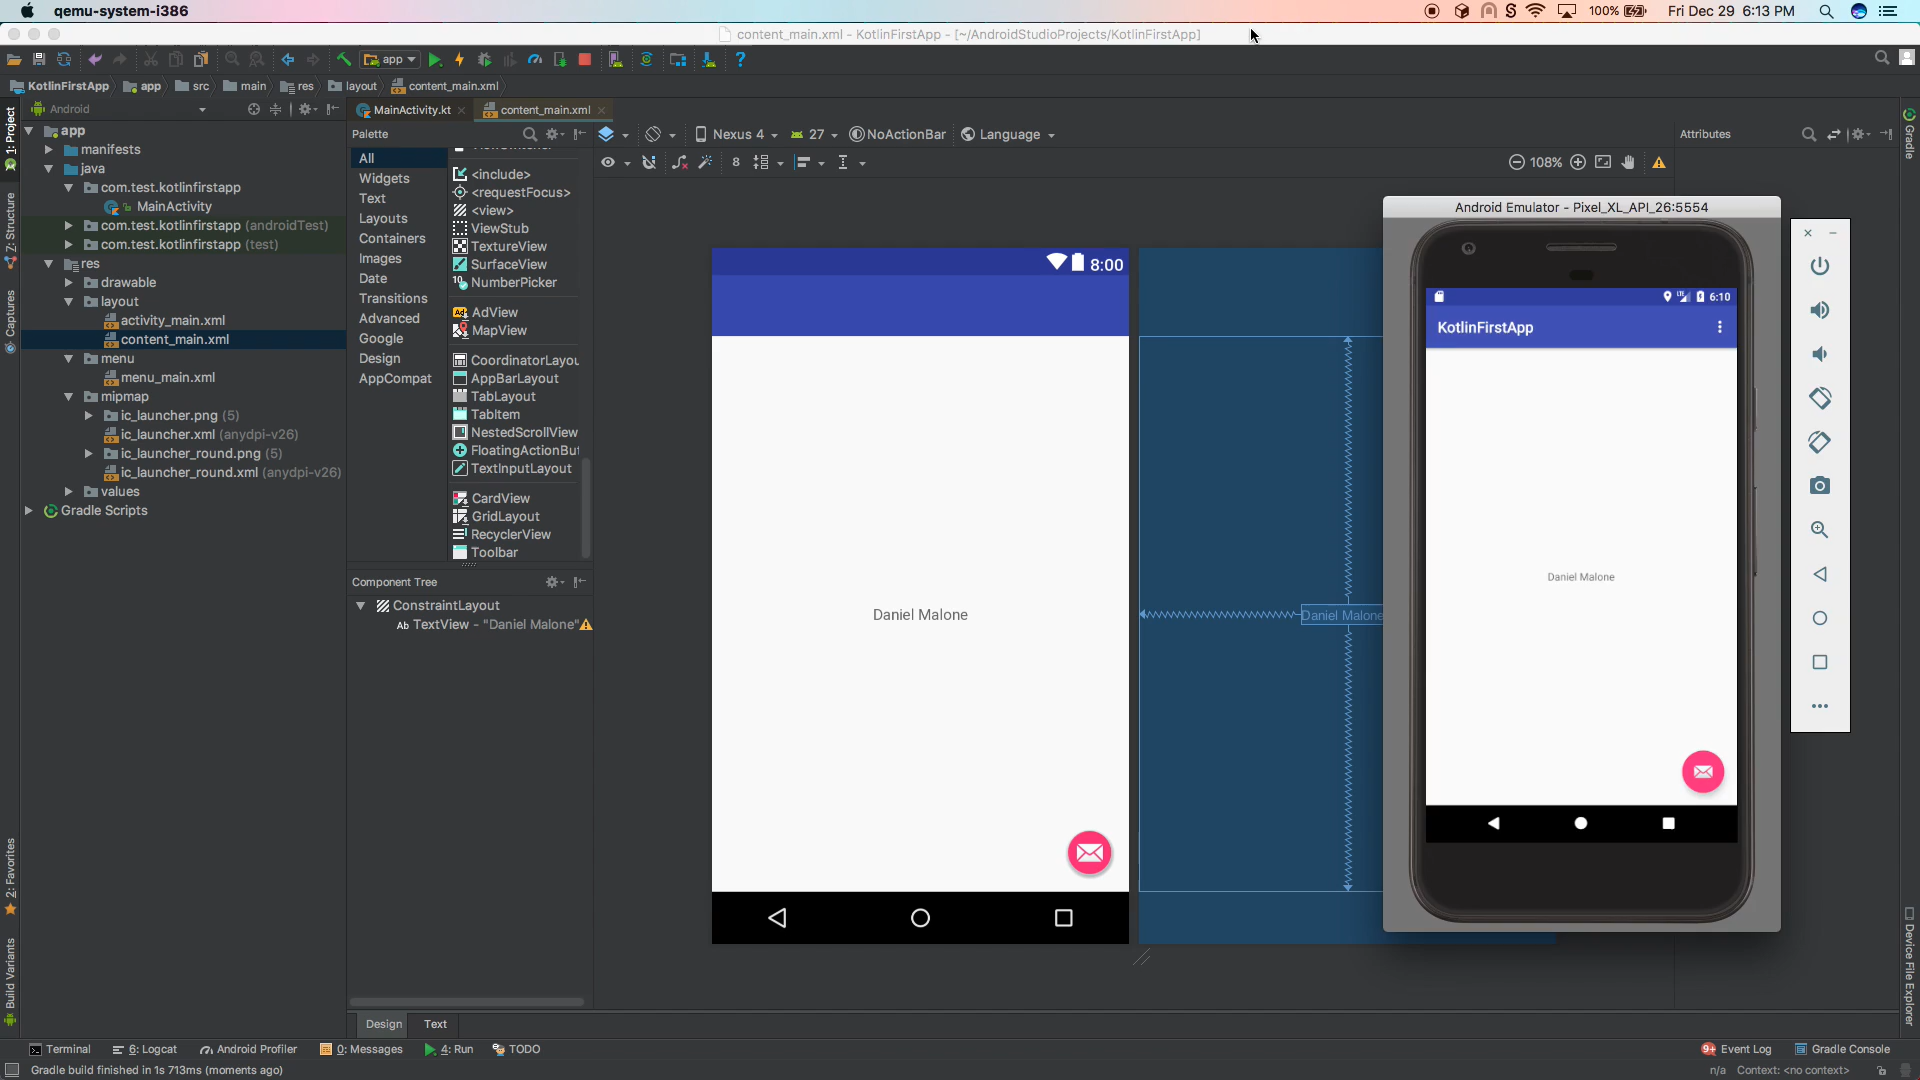 qemu-system-i386
100%
Fri Dec 29 6:13 PM
content_main.xml - KotlinFirstApp - [~/AndroidStudioProjects/KotlinFirstApp]
app
KotlinFirstApp
app
src
main
res
layout
content_main.xml
1: Project
Z: Structure
Captures
2: Favorites
Build Variants
Android
app
manifests
java
com.test.kotlinfirstapp
MainActivity
com.test.kotlinfirstapp (androidTest)
com.test.kotlinfirstapp (test)
res
drawable
layout
activity_main.xml
content_main.xml
menu
menu_main.xml
mipmap
ic_launcher.png (5)
ic_launcher.xml (anydpi-v26)
ic_launcher_round.png (5)
ic_launcher_round.xml (anydpi-v26)
values
Gradle Scripts
MainActivity.kt
content_main.xml
Palette
All
Widgets
Text
Layouts
Containers
Images
Date
Transitions
Advanced
Google
Design
AppCompat
<include>
<requestFocus>
<view>
ViewStub
TextureView
SurfaceView
NumberPicker
AdView
MapView
CoordinatorLayou
AppBarLayout
TabLayout
TabItem
NestedScrollView
FloatingActionBut
TextInputLayout
CardView
GridLayout
RecyclerView
Toolbar
Component Tree
ConstraintLayout
Ab TextView - "Daniel Malone"
Nexus 4
27
NoActionBar
Language
8
108%
Attributes
8:00
Daniel Malone
Daniel Malone
Android Emulator - Pixel_XL_API_26:5554
LTE
6:10
KotlinFirstApp
Daniel Malone
Gradle
Device File Explorer
Design
Text
Terminal
6: Logcat
Android Profiler
0: Messages
4: Run
TODO
9+
Event Log
Gradle Console
Gradle build finished in 1s 713ms (moments ago)
n/a
Context: <no context>